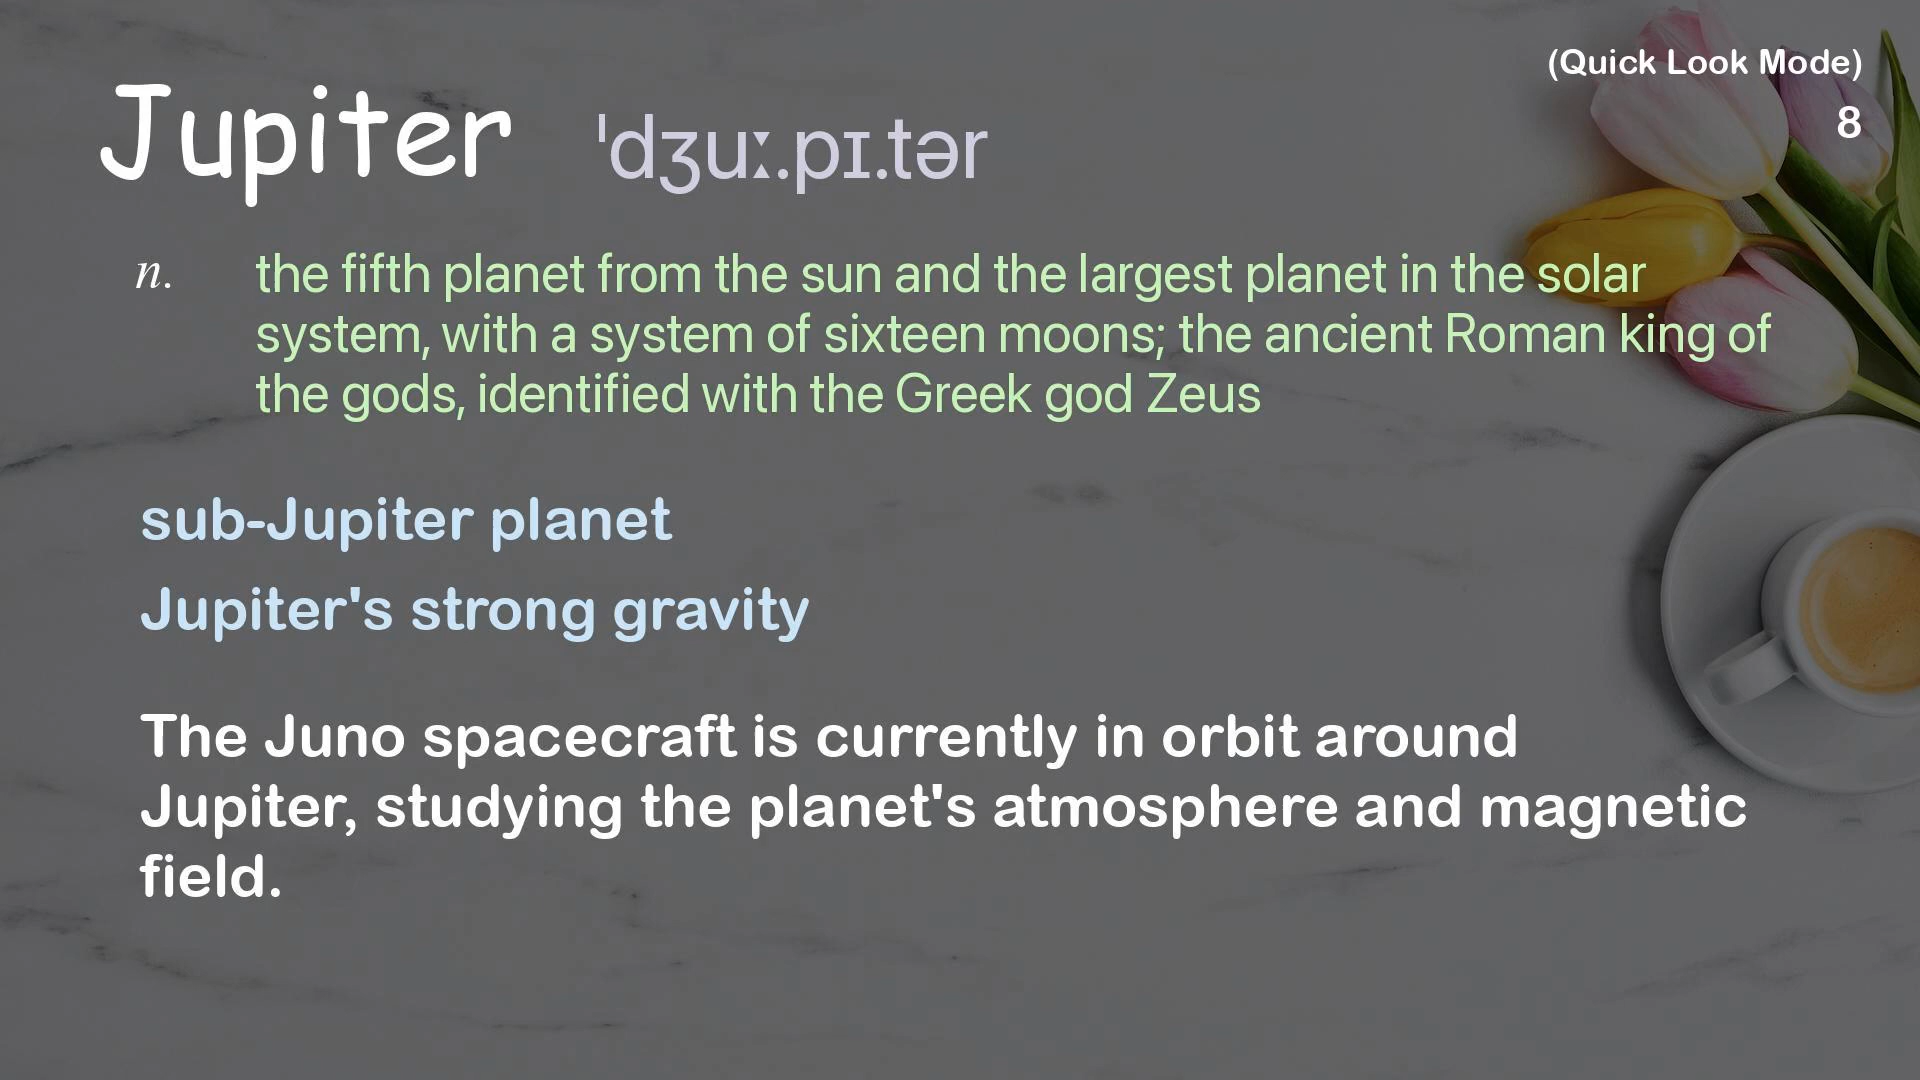 (Quick Look Mode)
8
Jupiter ˈdʒuː.pɪ.tər
n. the fifth planet from the sun and the largest planet in the solar
system, with a system of sixteen moons; the ancient Roman king of
the gods, identified with the Greek god Zeus
sub-Jupiter planet
Jupiter's strong gravity
The Juno spacecraft is currently in orbit around
Jupiter, studying the planet's atmosphere and magnetic
field.